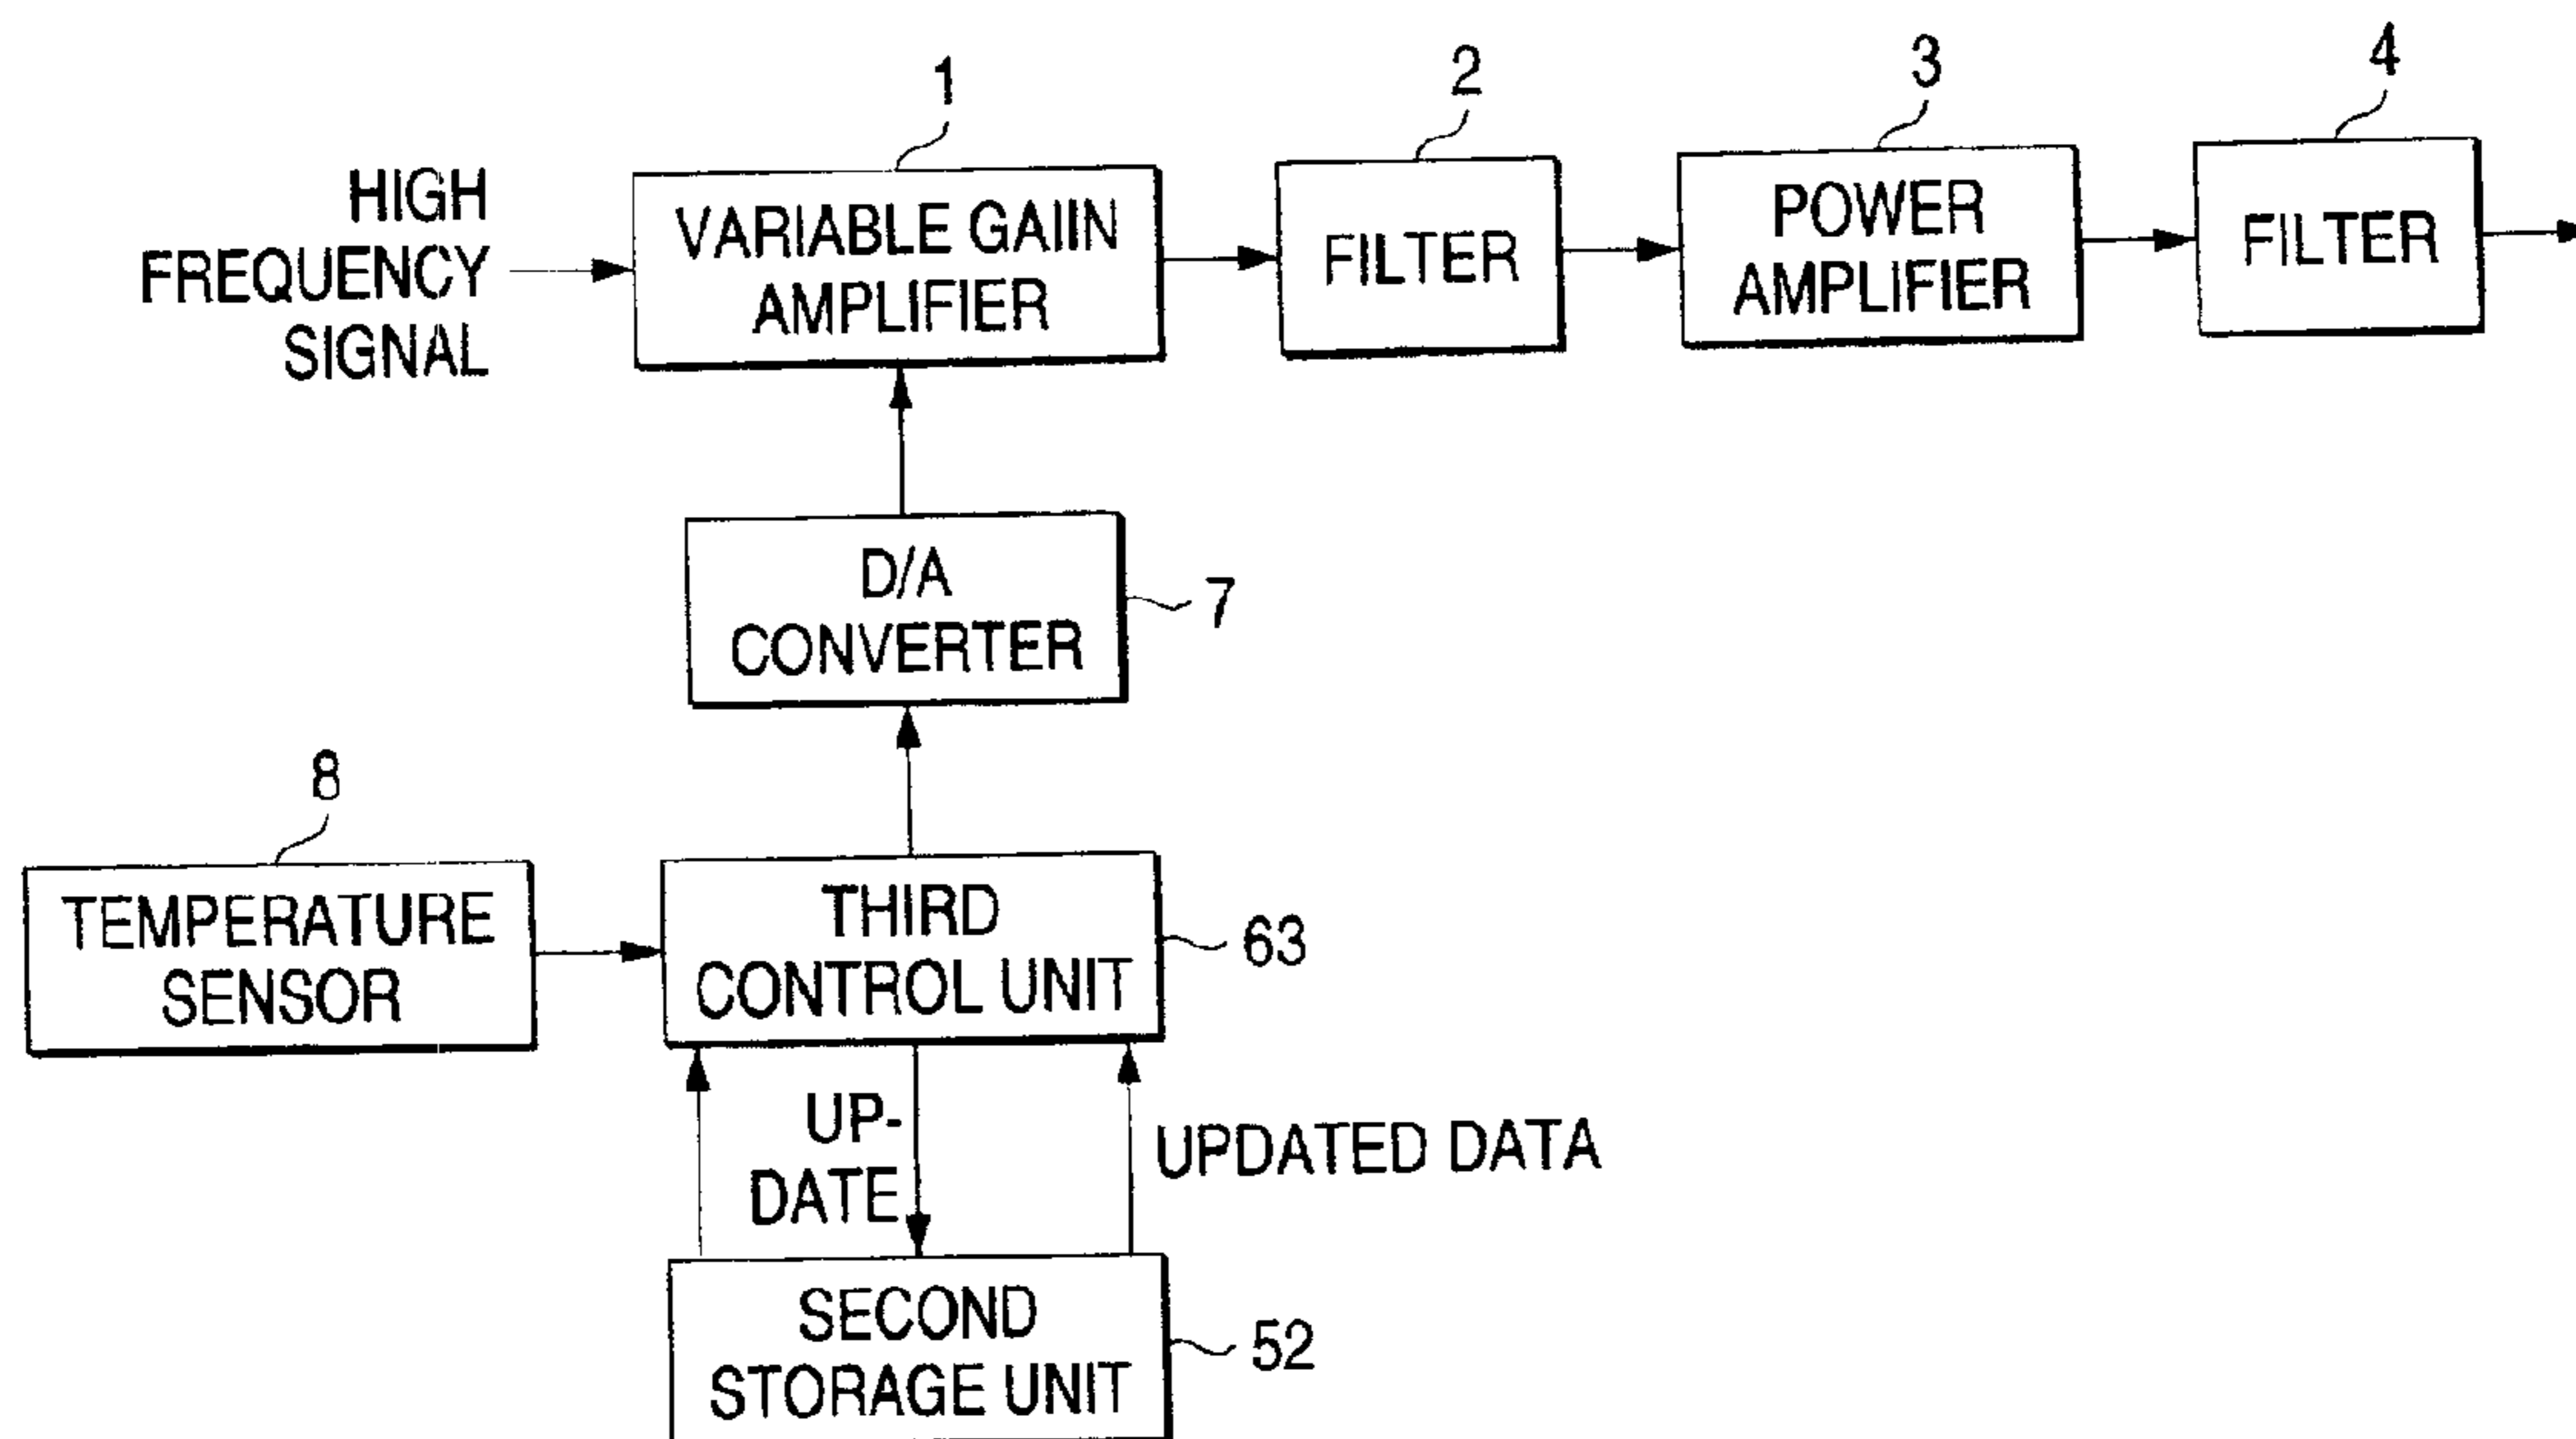 1
2
3
4
HIGH
FREQUENCY
SIGNAL
VARIABLE GAIIN
AMPLIFIER
FILTER
POWER
AMPLIFIER
FILTER
D/A
CONVERTER
7
8
TEMPERATURE
SENSOR
THIRD
CONTROL UNIT
63
UP-
DATE
UPDATED DATA
SECOND
STORAGE UNIT
52